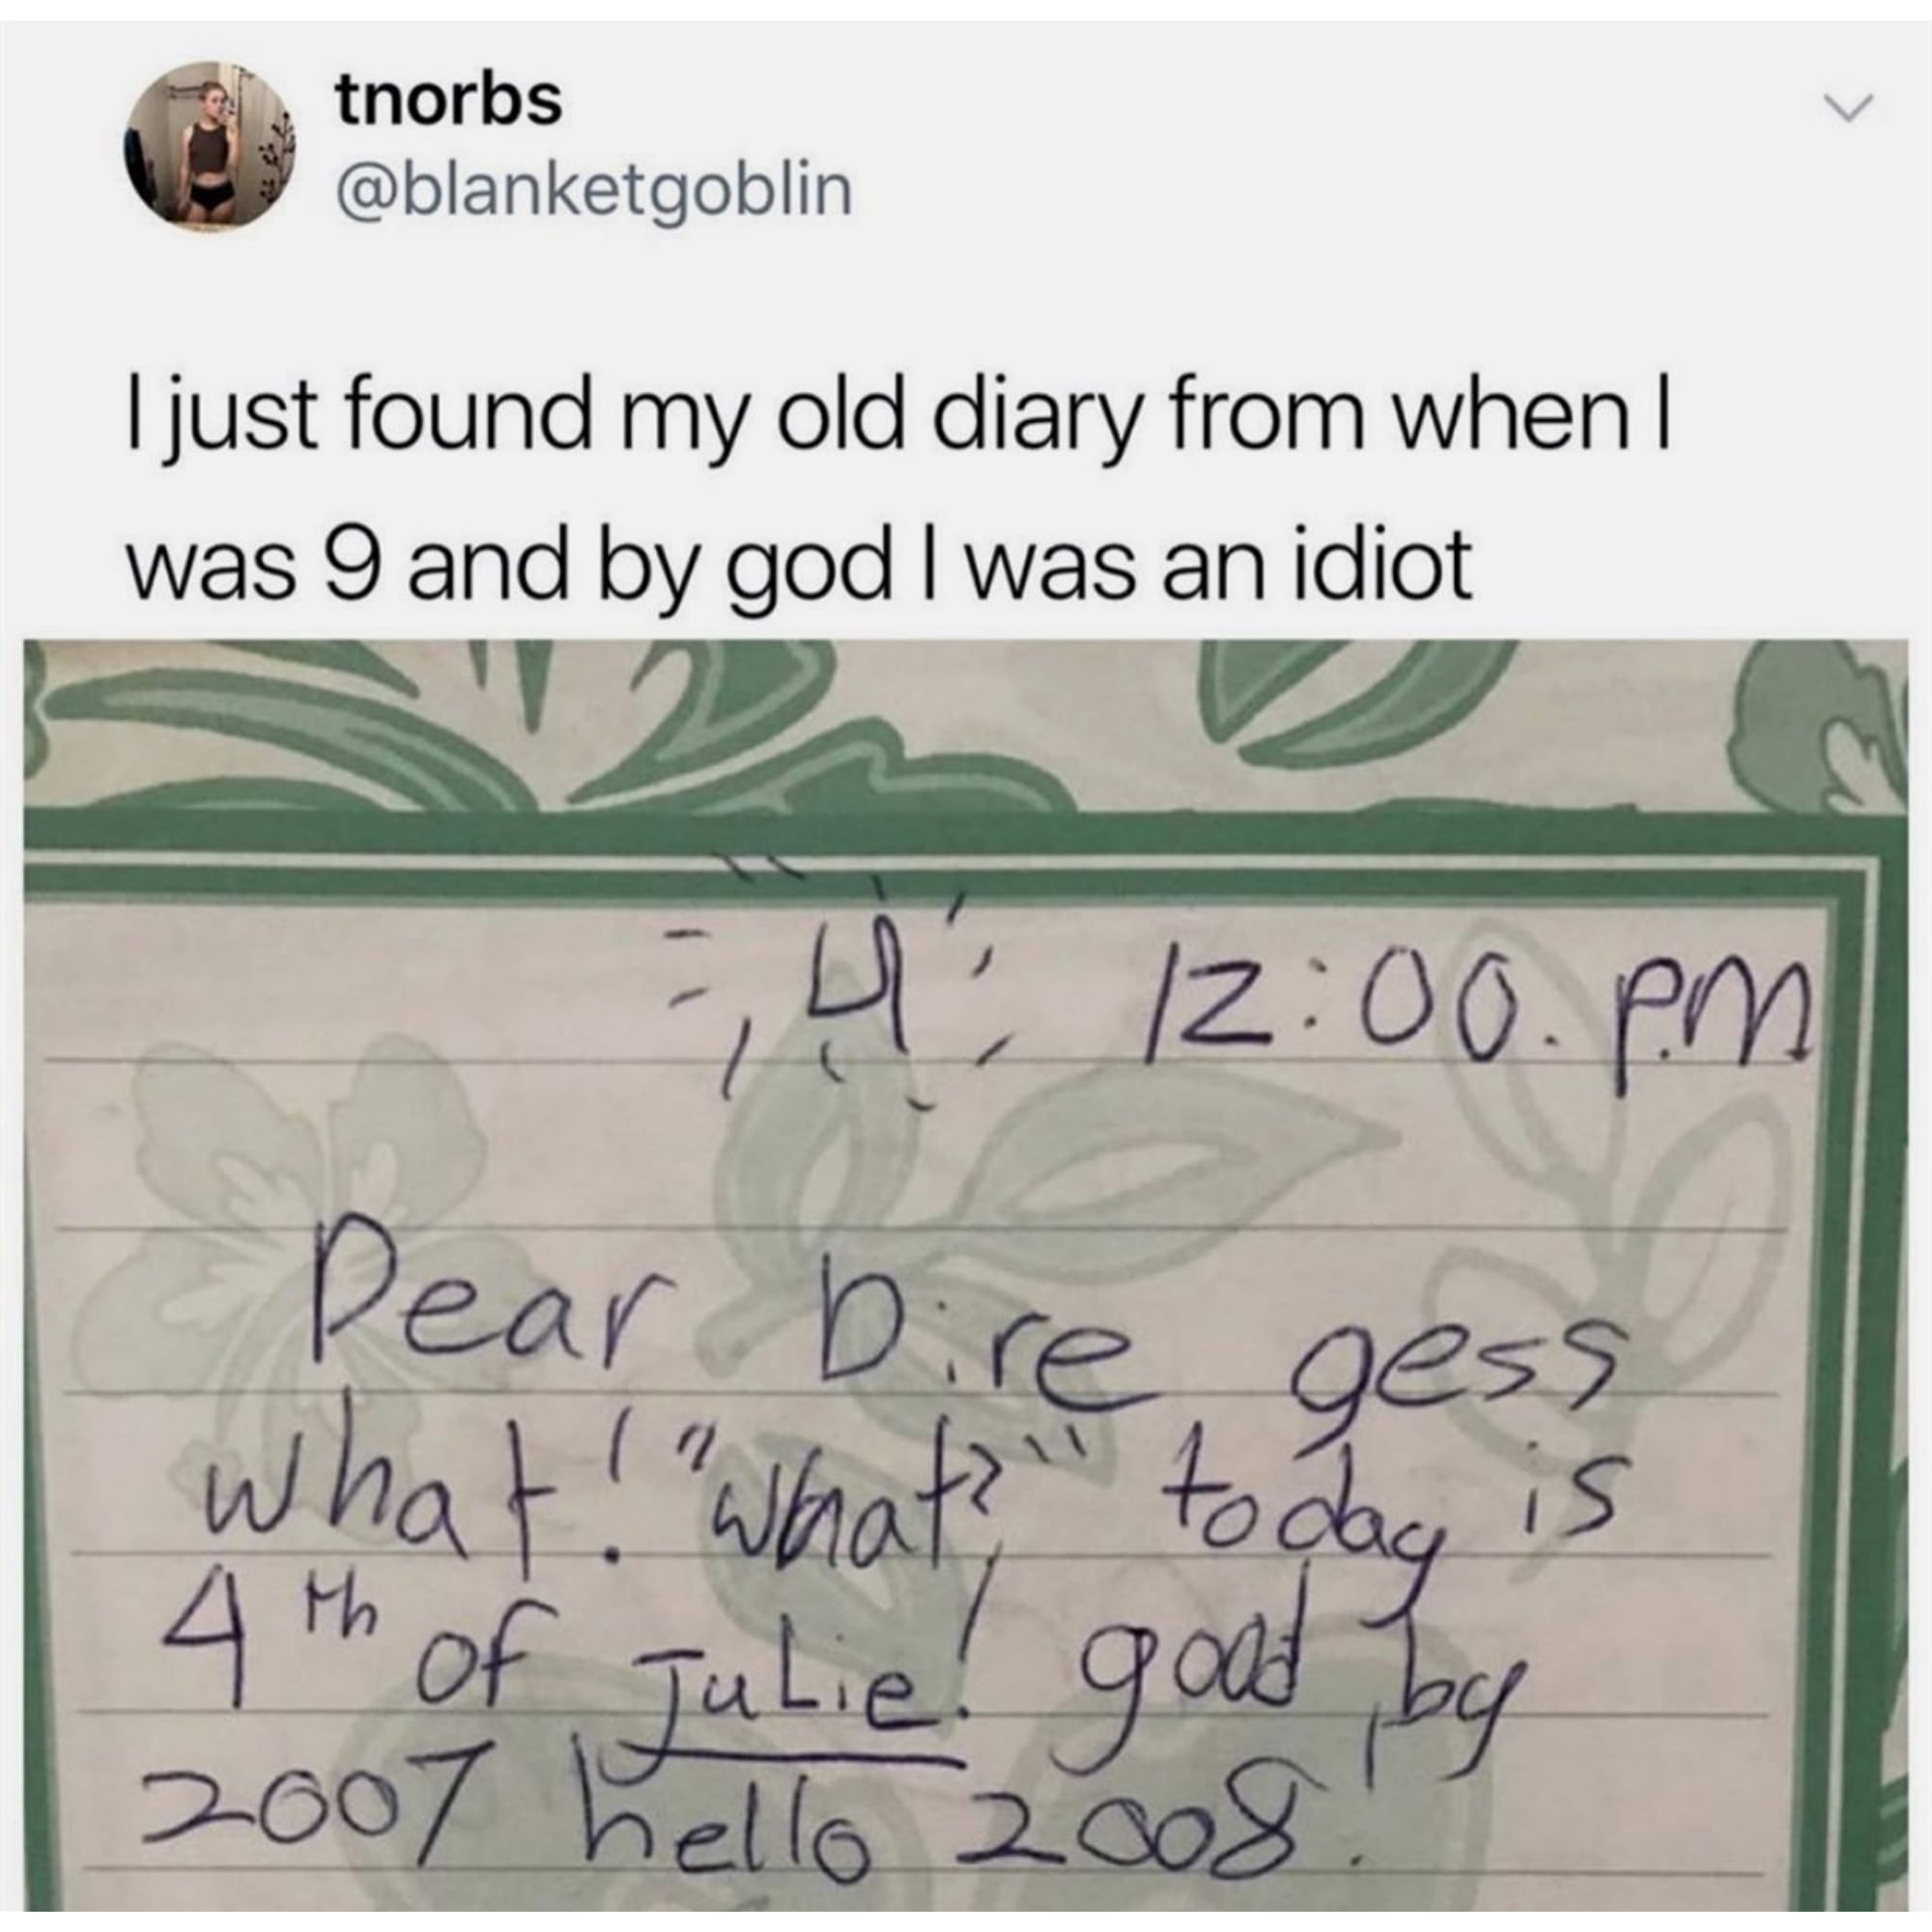 tnorbs
@blanketgoblin
I just found my old diary from when I
was 9 and by god I was an idiot
4 12:00. P.M
Dear Dire gess
what! "what?" today is
4th of JuLie! good by
2007 hello 2008!